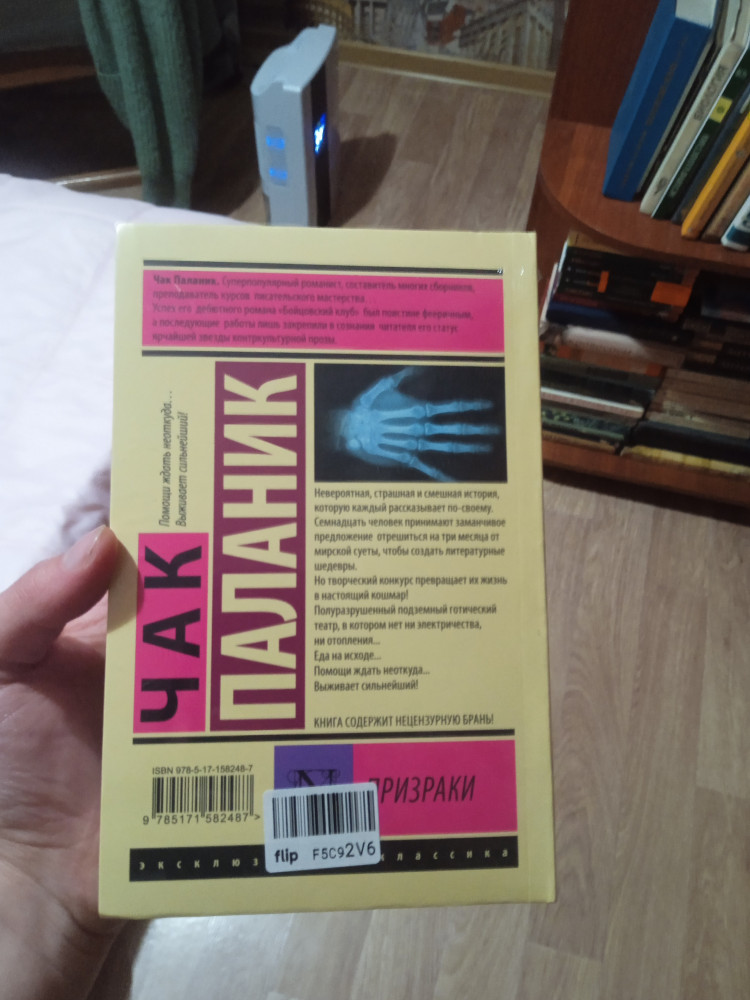 Чак Паланик. Суперпопулярный романист, составитель многих сборников,
преподаватель курсов писательского мастерства...
Успех его дебютного романа «Бойцовский клуб» был поистине фееричным,
а последующие работы лишь закрепили в сознании читателя его статус
ярчайшей звезды контркультурной прозы.
Помощи ждать неоткуда...
Выживает сильнейший!
ЧАК
ПАЛАНИК
Невероятная, страшная и смешная история,
которую каждый рассказывает по-своему.
Семнадцать человек принимают заманчивое
предложение отрешиться на три месяца от
мирской суеты, чтобы создать литературные
шедевры.
Но творческий конкурс превращает их жизнь
в настоящий кошмар!
Полуразрушенный подземный готический
театр, в котором нет ни электричества,
ни отопления...
Еда на исходе...
Помощи ждать неоткуда...
Выживает сильнейший!
КНИГА СОДЕРЖИТ НЕЦЕНЗУРНУЮ БРАНЬ!
ISBN 978-5-17-158248-7
9 785171 582487>
ПРИЗРАКИ
flip F5C92V6
эксклюз классика